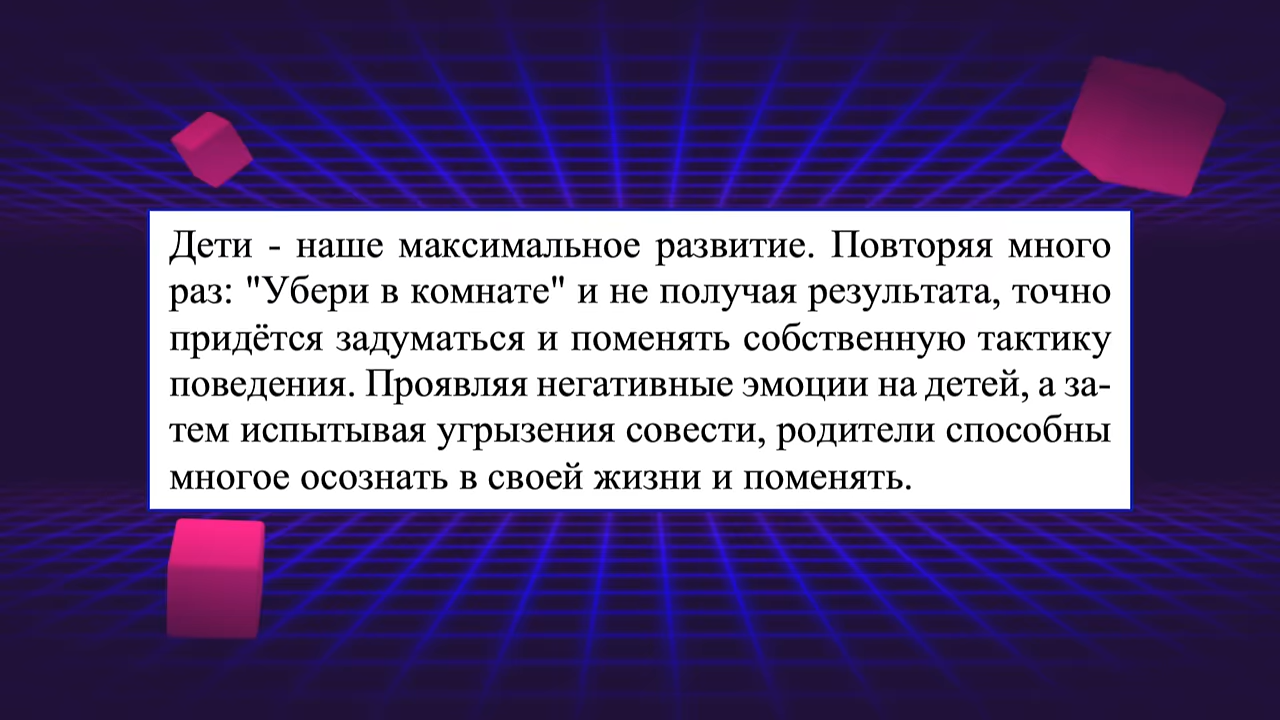 Дети - наше максимальное развитие. Повторяя много
раз: "Убери в комнате" и не получая результата, точно
придётся задуматься и поменять собственную тактику
поведения. Проявляя негативные эмоции на детей, а за-
тем испытывая угрызения совести, родители способны
многое осознать в своей жизни и поменять.